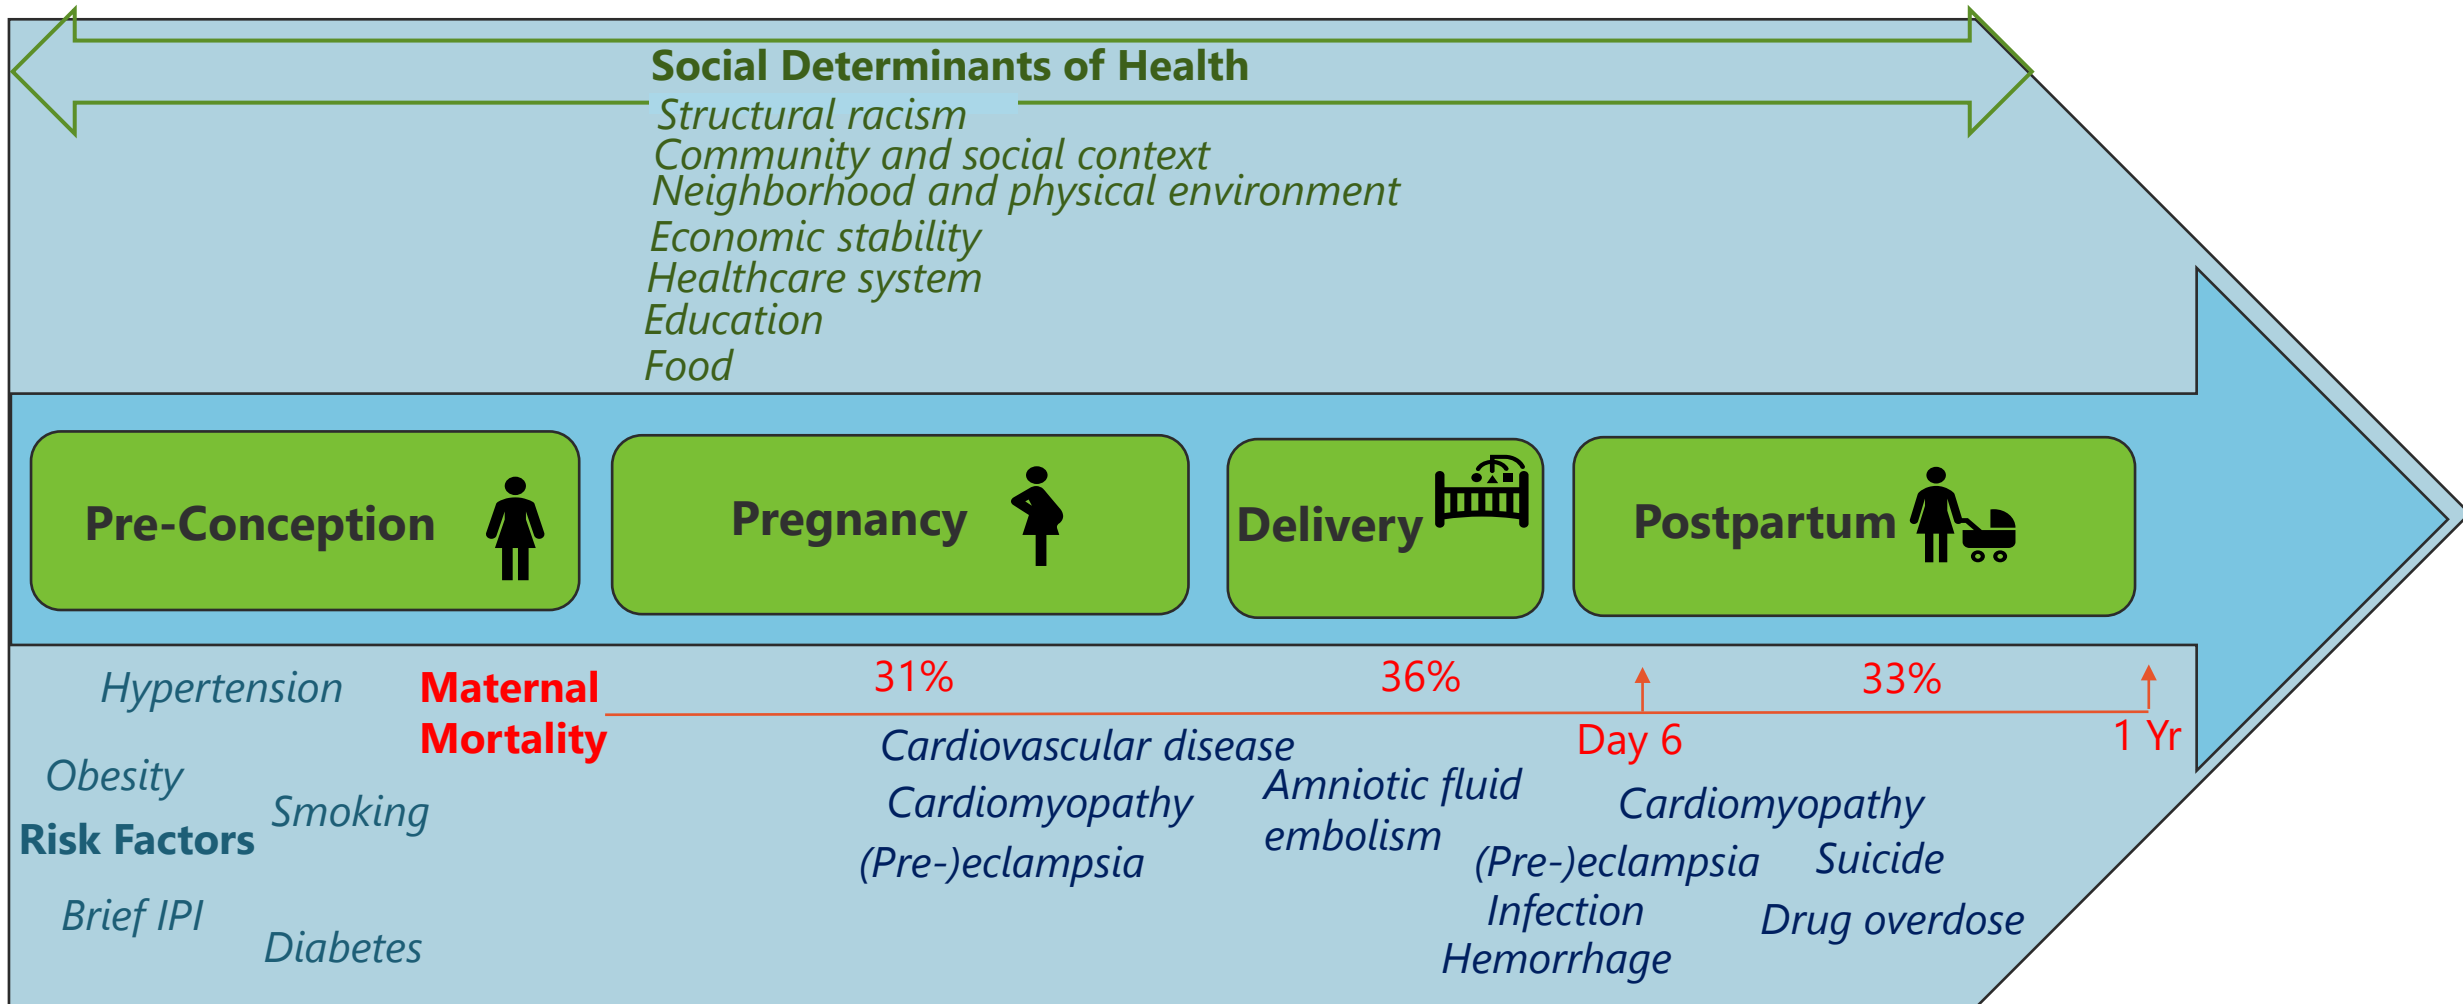 Social Determinants of Health
Structural racism
Community and social context
Neighborhood and physical environment
Economic stability
Healthcare system
Education
Food
Pre-Conception
Pregnancy
Delivery
Postpartum
Hypertension
Obesity
Smoking
Risk Factors
Brief IPI
Diabetes
Maternal
Mortality
31%
36%
33%
Day 6
1 Yr
Cardiovascular disease
Cardiomyopathy
(Pre-)eclampsia
Amniotic fluid
embolism
Cardiomyopathy
(Pre-)eclampsia
Suicide
Infection
Drug overdose
Hemorrhage